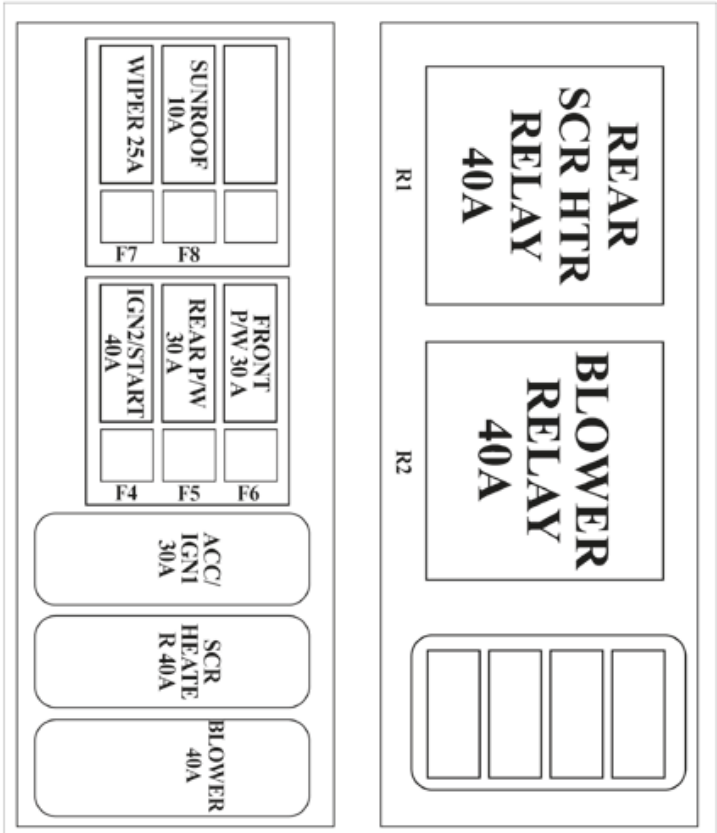 WIPER 25A
SUNROOF
10A
F7
F8
IGN2/START
40A
REAR P/W
30 A
FRONT
P/W 30 A
F4
F5
F6
ACC/
IGN1
30A
SCR
HEATE
R 40A
BLOWER
40A
REAR
SCR HTR
RELAY
40A
R1
BLOWER
RELAY
40A
R2